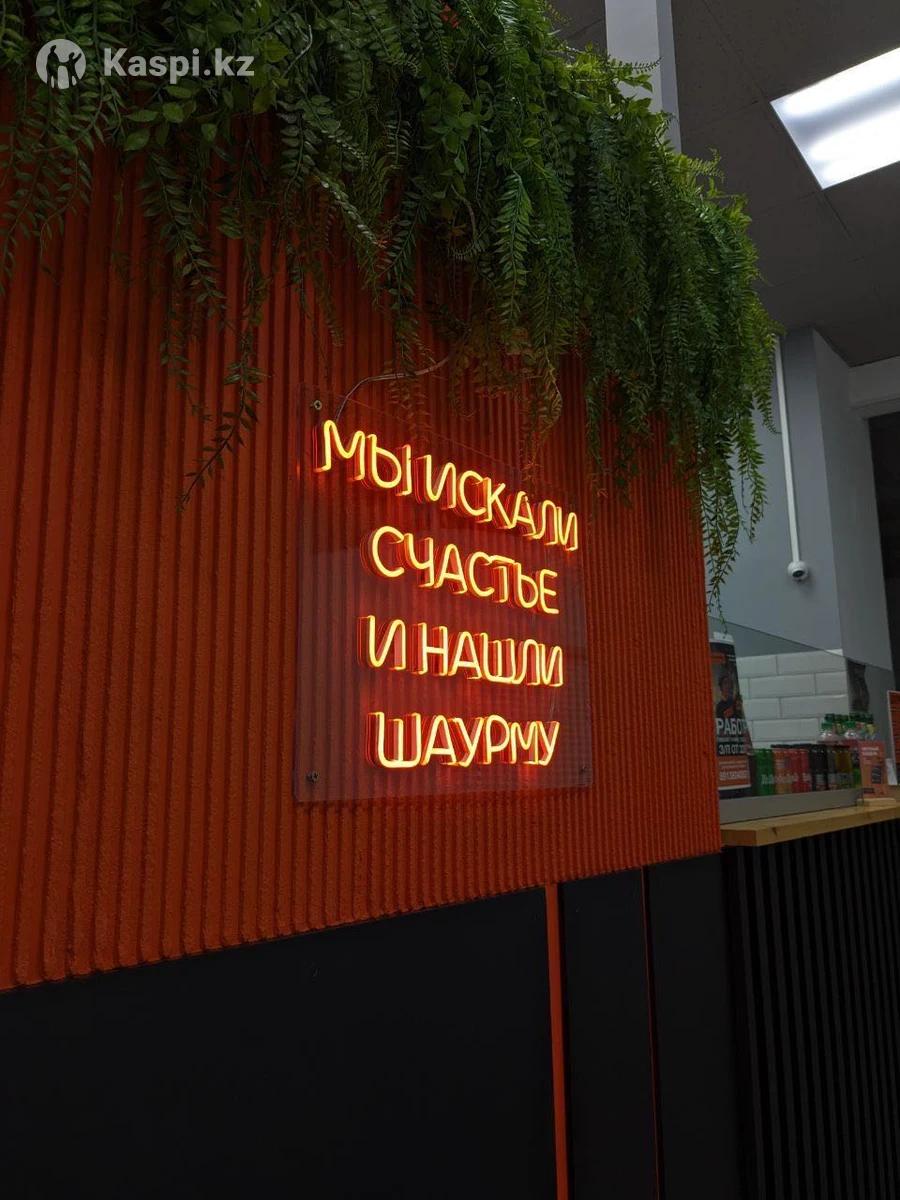 Kaspi.kz
МЫ ИСКАЛИ
СЧАСТЬЕ
И НАШЛИ
ШАУРМУ